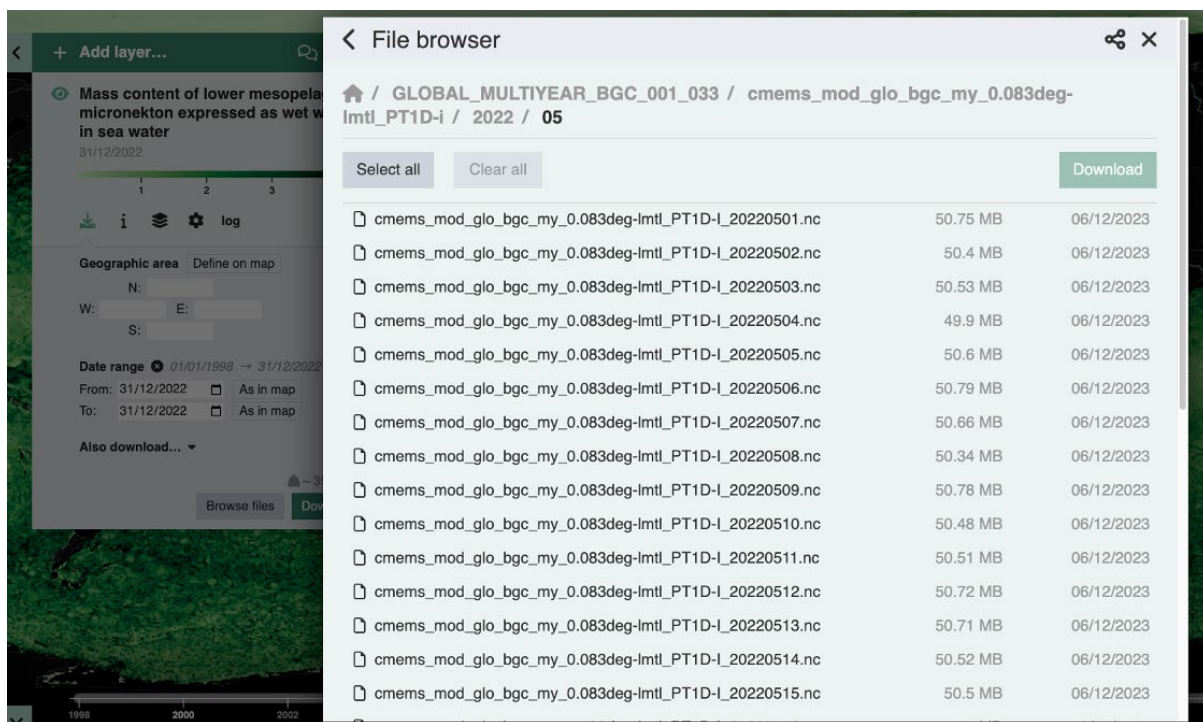 + Add layer...
Mass content of lower mesopela
micronekton expressed as wet w
in sea water
31/12/2022
1 2 3
i log
Geographic area Define on map
N:
W: E:
S:
Date range 01/01/1998 → 31/12/2022
From: 31/12/2022 As in map
To: 31/12/2022 As in map
Also download...
~ 35
Browse files Dow
1998 2000 2002
File browser
/ GLOBAL_MULTIYEAR_BGC_001_033 / cmems_mod_glo_bgc_my_0.083deg-
lmtl_PT1D-i / 2022 / 05
Select all Clear all Download
cmems_mod_glo_bgc_my_0.083deg-lmtl_PT1D-I_20220501.nc 50.75 MB 06/12/2023
cmems_mod_glo_bgc_my_0.083deg-lmtl_PT1D-I_20220502.nc 50.4 MB 06/12/2023
cmems_mod_glo_bgc_my_0.083deg-lmtl_PT1D-I_20220503.nc 50.53 MB 06/12/2023
cmems_mod_glo_bgc_my_0.083deg-lmtl_PT1D-I_20220504.nc 49.9 MB 06/12/2023
cmems_mod_glo_bgc_my_0.083deg-lmtl_PT1D-I_20220505.nc 50.6 MB 06/12/2023
cmems_mod_glo_bgc_my_0.083deg-lmtl_PT1D-I_20220506.nc 50.79 MB 06/12/2023
cmems_mod_glo_bgc_my_0.083deg-lmtl_PT1D-I_20220507.nc 50.66 MB 06/12/2023
cmems_mod_glo_bgc_my_0.083deg-lmtl_PT1D-I_20220508.nc 50.34 MB 06/12/2023
cmems_mod_glo_bgc_my_0.083deg-lmtl_PT1D-I_20220509.nc 50.78 MB 06/12/2023
cmems_mod_glo_bgc_my_0.083deg-lmtl_PT1D-I_20220510.nc 50.48 MB 06/12/2023
cmems_mod_glo_bgc_my_0.083deg-lmtl_PT1D-I_20220511.nc 50.51 MB 06/12/2023
cmems_mod_glo_bgc_my_0.083deg-lmtl_PT1D-I_20220512.nc 50.72 MB 06/12/2023
cmems_mod_glo_bgc_my_0.083deg-lmtl_PT1D-I_20220513.nc 50.71 MB 06/12/2023
cmems_mod_glo_bgc_my_0.083deg-lmtl_PT1D-I_20220514.nc 50.52 MB 06/12/2023
cmems_mod_glo_bgc_my_0.083deg-lmtl_PT1D-I_20220515.nc 50.5 MB 06/12/2023